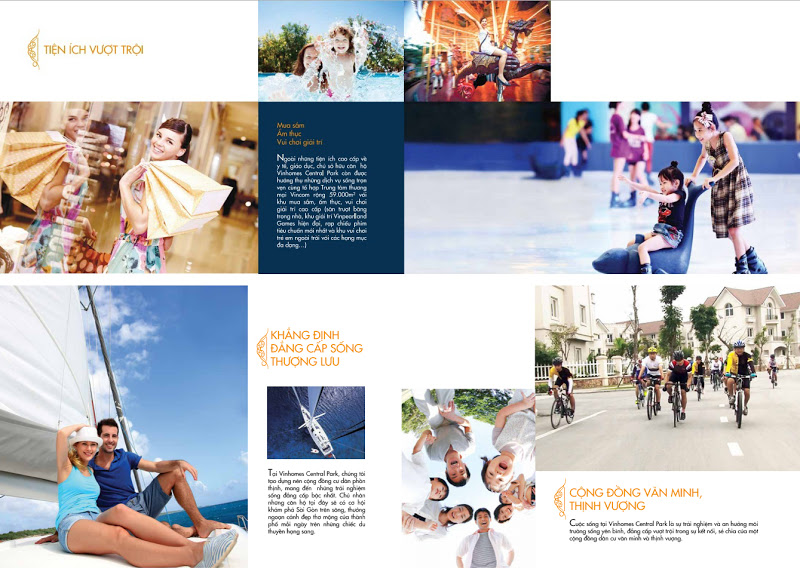 TIỆN ÍCH VƯỢT TRỘI
Mua sắm
Ẩm thực
Vui chơi giải trí
Ngoài những tiện ích cao cấp về
y tế, giáo dục, chủ sở hữu căn hộ
Vinhomes Central Park còn được
hưởng thụ những dịch vụ sống trọn
vẹn cùng tổ hợp Trung tâm thương
mại Vincom rộng 59.000m² với
khu mua sắm, ẩm thực, vui chơi
giải trí cao cấp (sân trượt băng
trong nhà, khu giải trí Vinpearlland
Games hiện đại, rạp chiếu phim
tiêu chuẩn mới nhất và khu vui chơi
trẻ em ngoài trời với các hạng mục
đa dạng...)
KHẲNG ĐỊNH
ĐẲNG CẤP SỐNG
THƯỢNG LƯU
Tại Vinhomes Central Park, chúng tôi
tạo dựng nên cộng đồng cư dân phồn
thịnh, mang đến những trải nghiệm
sống đẳng cấp bậc nhất. Chủ nhân
những căn hộ tại đây sẽ có cơ hội
khám phá Sài Gòn trên sông, thưởng
ngoạn cảnh đẹp thơ mộng của thành
phố mỗi ngày trên những chiếc du
thuyền hạng sang.
CỘNG ĐỒNG VĂN MINH,
THỊNH VƯỢNG
Cuộc sống tại Vinhomes Central Park là sự trải nghiệm và an hưởng môi
trường sống yên bình, đẳng cấp vượt trội trong sự kết nối, sẻ chia của một
cộng đồng dân cư văn minh và thịnh vượng.